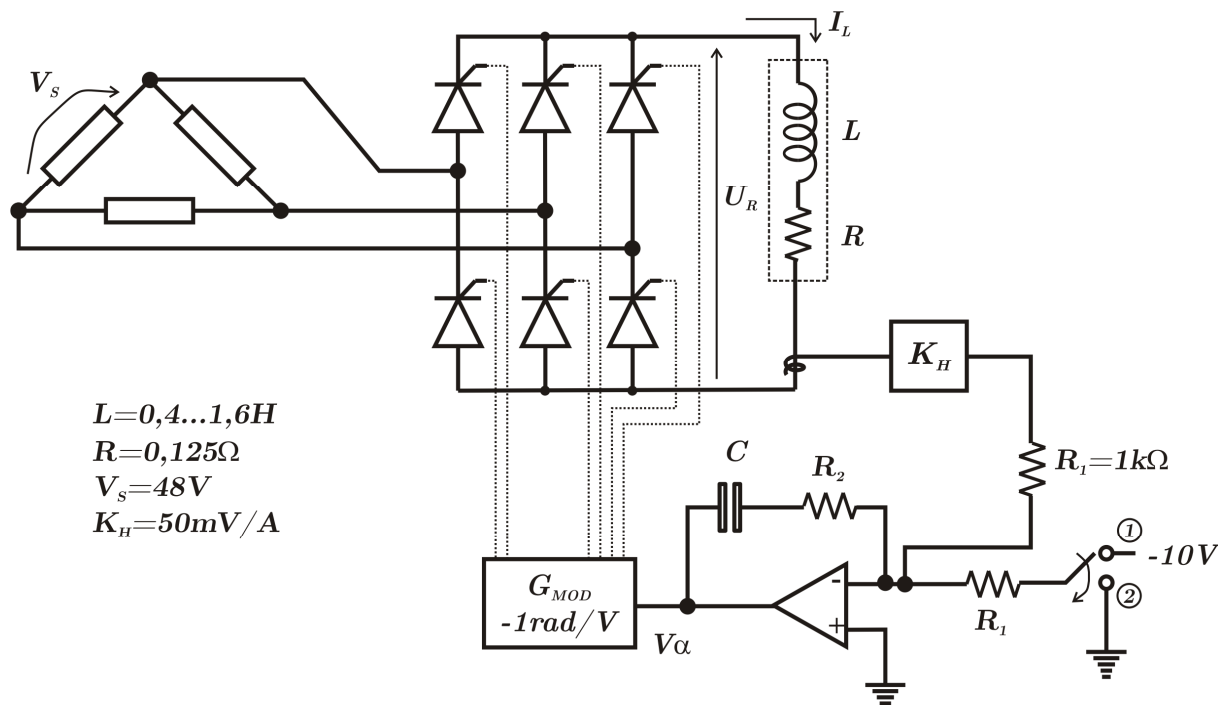 I_L
V_S
L
U_R
R
K_H
L=0,4...1,6H
R=0,125Ω
V_S=48V
K_H=50mV/A
C
R_2
R_1=1kΩ
1
-10V
2
G_MOD
-1rad/V
-
+
R_1
Vα